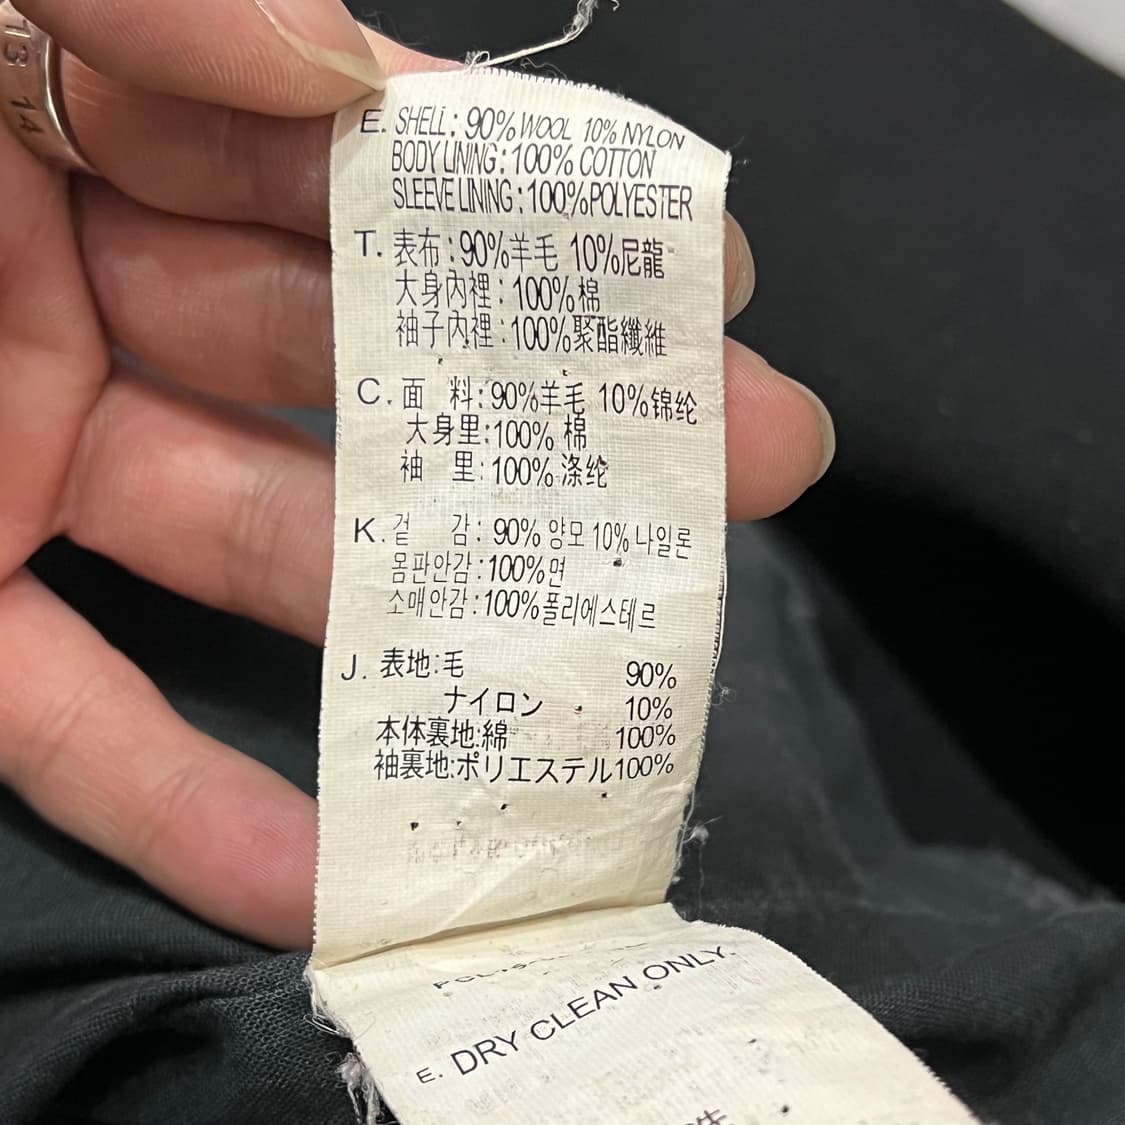 E. SHELL: 90% WOOL 10% NYLON
BODY LINING: 100% COTTON
SLEEVE LINING: 100% POLYESTER
T. 表布: 90%羊毛 10%尼龍
大身內裡: 100%棉
袖子內裡: 100%聚酯纖維
C. 面 料: 90%羊毛 10%锦纶
大身里: 100% 棉
袖 里: 100% 涤纶
K. 겉 감: 90% 양모 10% 나일론
몸판안감: 100%면
소매안감: 100%폴리에스테르
J. 表地: 毛 90%
ナイロン 10%
本体裏地: 綿 100%
袖裏地: ポリエステル100%
E. DRY CLEAN ONLY.
13 14